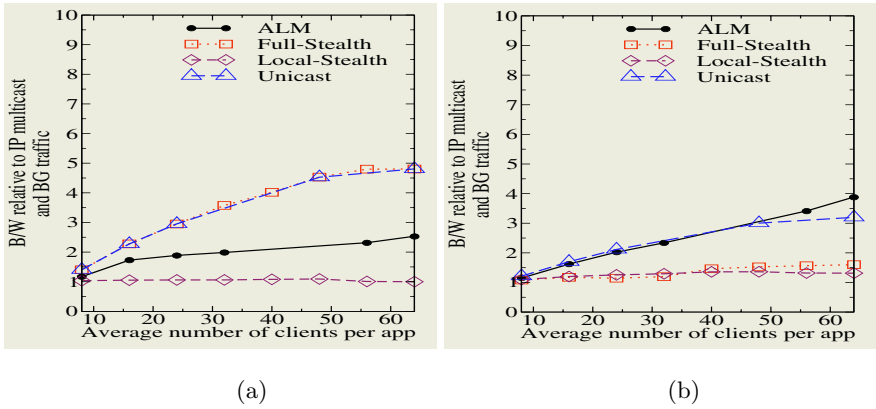 10
9
8
7
6
5
4
3
2
1
0
B/W relative to IP multicast
and BG traffic
ALM
Full-Stealth
Local-Stealth
Unicast
10 20 30 40 50 60
Average number of clients per app
(a)
10
9
8
7
6
5
4
3
2
1
0
B/W relative to IP multicast
and BG traffic
ALM
Full-Stealth
Local-Stealth
Unicast
10 20 30 40 50 60
Average number of clients per app
(b)